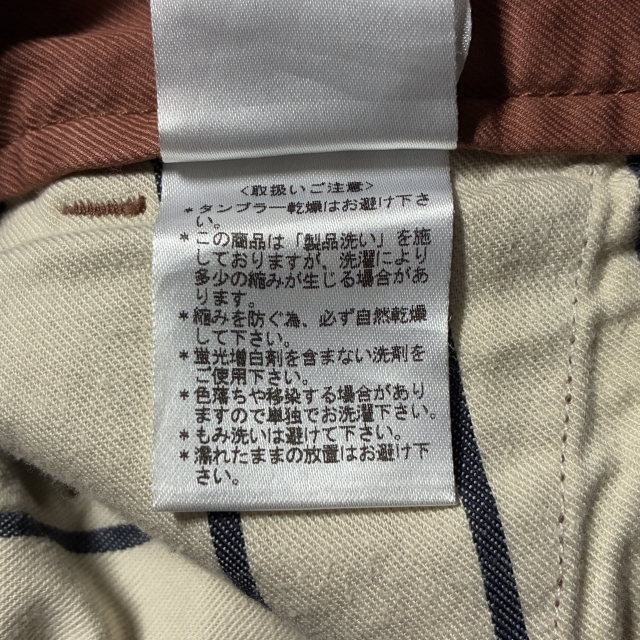 <取扱いご注意>
*タンブラー乾燥はお避け下さ
い。
*この商品は「製品洗い」を施
しておりますが、洗濯により
多少の縮みが生じる場合があ
ります。
*縮みを防ぐ為、必ず自然乾燥
して下さい。
*蛍光増白剤を含まない洗剤を
ご使用下さい。
*色落ちや移染する場合があり
ますので単独でお洗濯下さい。
*もみ洗いは避けて下さい。
*濡れたままの放置はお避け下
さい。